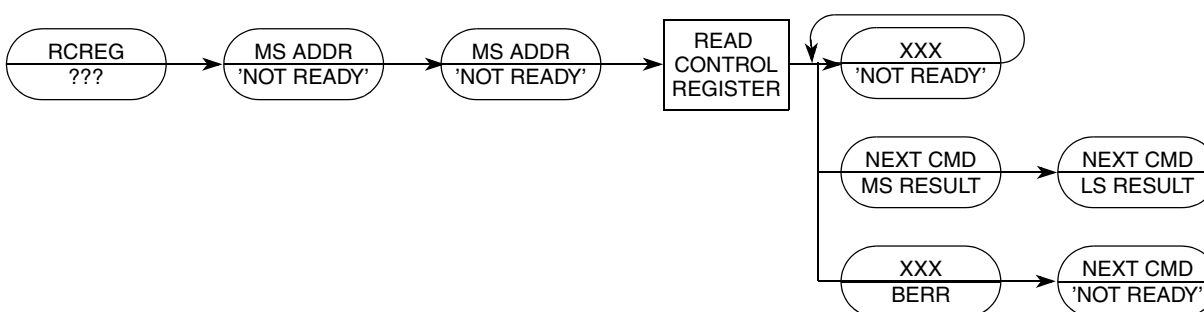 RCREG
???
MS ADDR
'NOT READY'
MS ADDR
'NOT READY'
READ
CONTROL
REGISTER
XXX
'NOT READY'
NEXT CMD
MS RESULT
NEXT CMD
LS RESULT
XXX
BERR
NEXT CMD
'NOT READY'